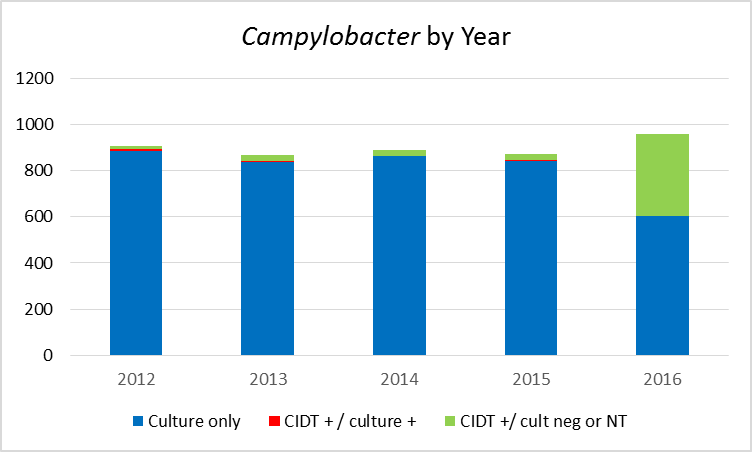 Campylobacter by Year
1200
1000
800
600
400
200
0
2012 2013 2014 2015 2016
Culture only CIDT + / culture + CIDT +/ cult neg or NT